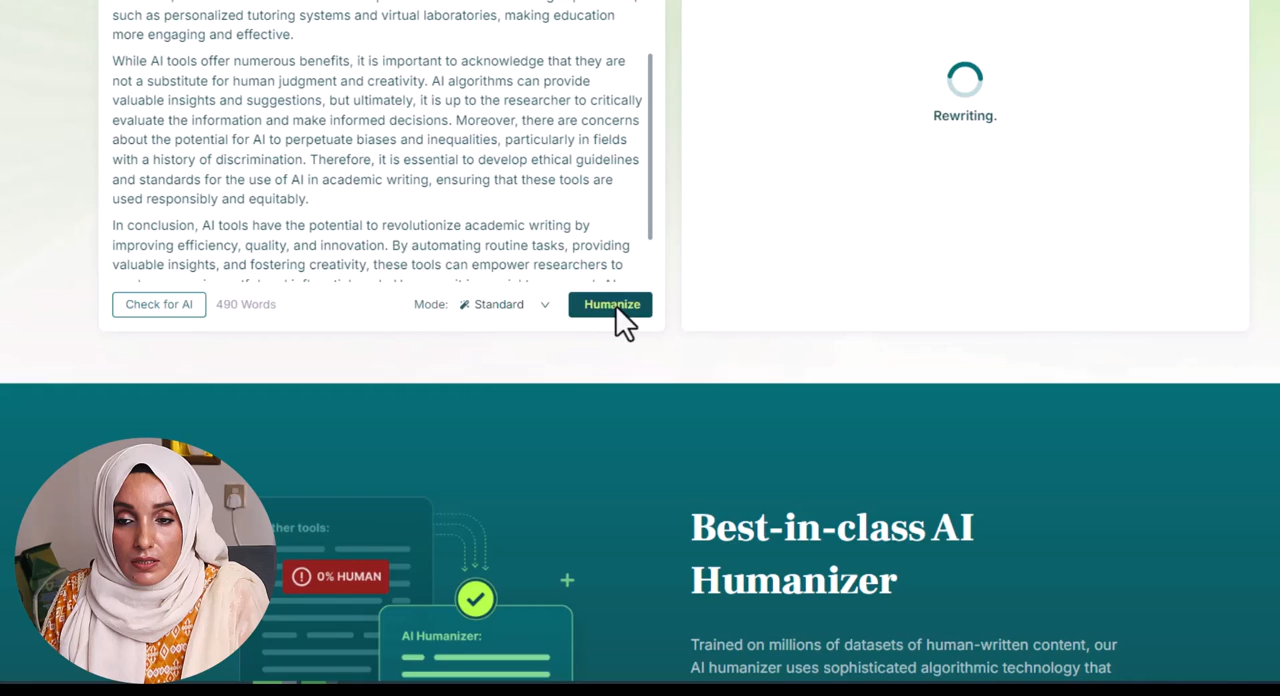 such as personalized tutoring systems and virtual laboratories, making education
more engaging and effective.
While AI tools offer numerous benefits, it is important to acknowledge that they are
not a substitute for human judgment and creativity. AI algorithms can provide
valuable insights and suggestions, but ultimately, it is up to the researcher to critically
evaluate the information and make informed decisions. Moreover, there are concerns
about the potential for AI to perpetuate biases and inequalities, particularly in fields
with a history of discrimination. Therefore, it is essential to develop ethical guidelines
and standards for the use of AI in academic writing, ensuring that these tools are
used responsibly and equitably.
In conclusion, AI tools have the potential to revolutionize academic writing by
improving efficiency, quality, and innovation. By automating routine tasks, providing
valuable insights, and fostering creativity, these tools can empower researchers to
Check for AI
490 Words
Mode:
Standard
Humanize
Rewriting.
ther tools:
0% HUMAN
AI Humanizer:
Best-in-class AI
Humanizer
Trained on millions of datasets of human-written content, our
AI humanizer uses sophisticated algorithmic technology that